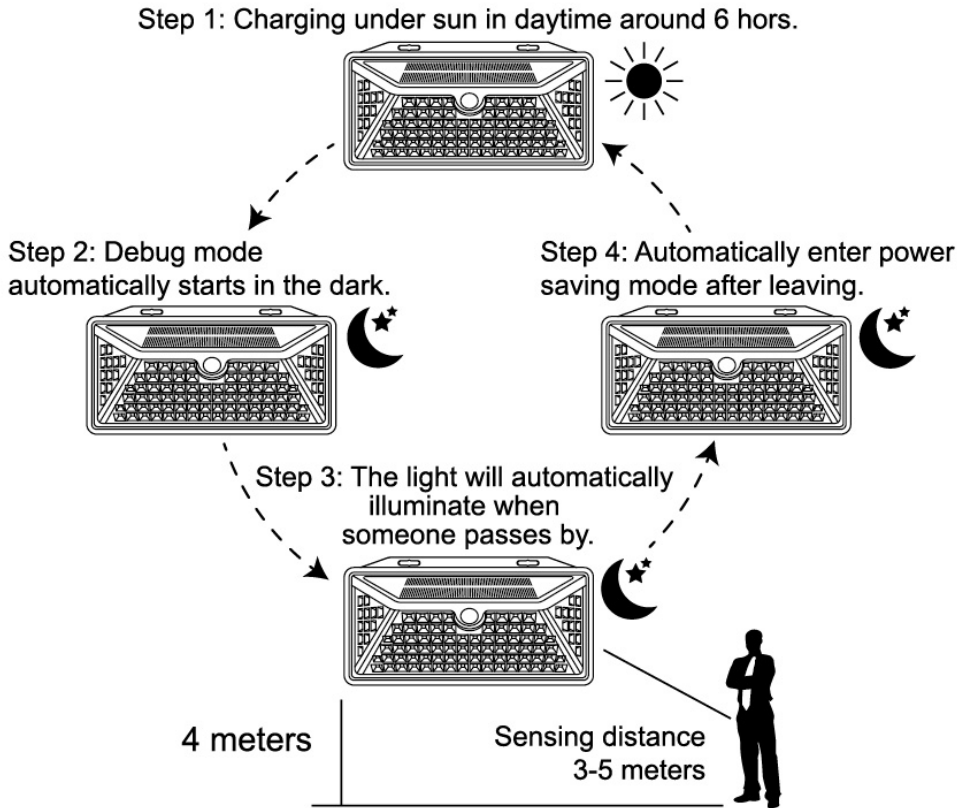 Step 1: Charging under sun in daytime around 6 hors.
Step 2: Debug mode
automatically starts in the dark.
Step 4: Automatically enter power
saving mode after leaving.
Step 3: The light will automatically
illuminate when
someone passes by.
4 meters
Sensing distance
3-5 meters